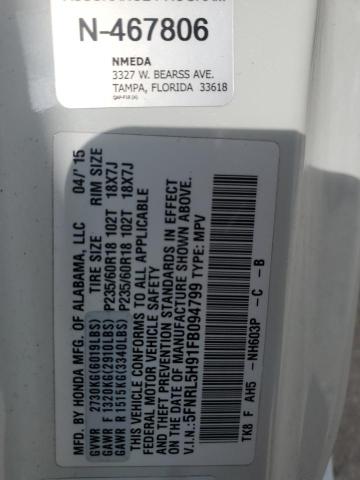 N-467806
NMEDA
3327 W. BEARSS AVE.
TAMPA, FLORIDA 33618
MFD. BY HONDA MFG. OF ALABAMA, LLC 04/'15
GVWR 2730KG(6019LBS) TIRE SIZE RIM SIZE
GAWR F 1320KG(2910LBS) P235/60R18 102T 18X7J
GAWR R 1515KG(3340LBS) P235/60R18 102T 18X7J
THIS VEHICLE CONFORMS TO ALL APPLICABLE
FEDERAL MOTOR VEHICLE SAFETY
AND THEFT PREVENTION STANDARDS IN EFFECT
ON THE DATE OF MANUFACTURE SHOWN ABOVE.
V.I.N.:5FNRL5H91FB094799 TYPE: MPV
TK8 F AH5 -NH603P -C -B